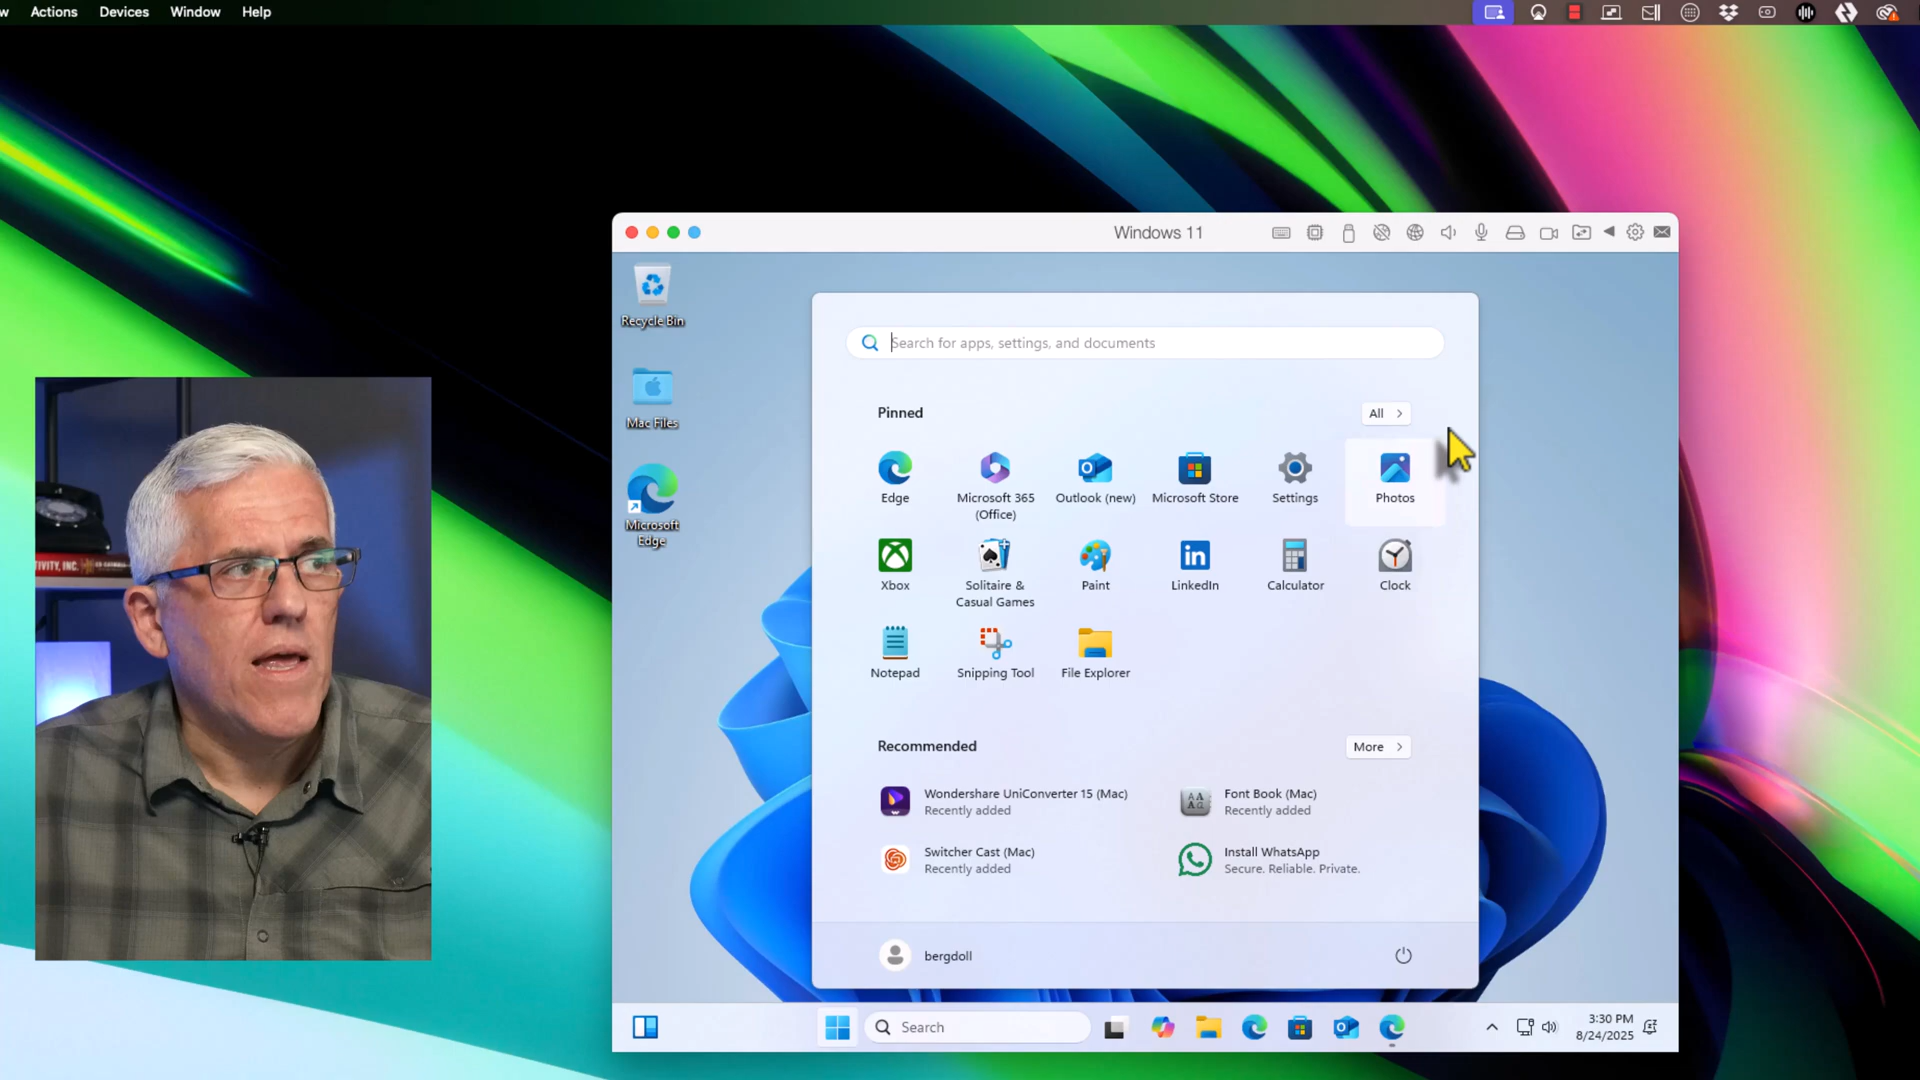 Actions Devices Window Help
Windows 11
Recycle Bin
Mac Files
Microsoft
Edge
Search for apps, settings, and documents
Pinned
All
Edge
Microsoft 365
(Office)
Outlook (new)
Microsoft Store
Settings
Photos
Xbox
Solitaire &
Casual Games
Paint
LinkedIn
Calculator
Clock
Notepad
Snipping Tool
File Explorer
Recommended
More
Wondershare UniConverter 15 (Mac)
Recently added
Font Book (Mac)
Recently added
Switcher Cast (Mac)
Recently added
Install WhatsApp
Secure. Reliable. Private.
bergdoll
Search
3:30 PM
8/24/2025
TIVITY, INC.